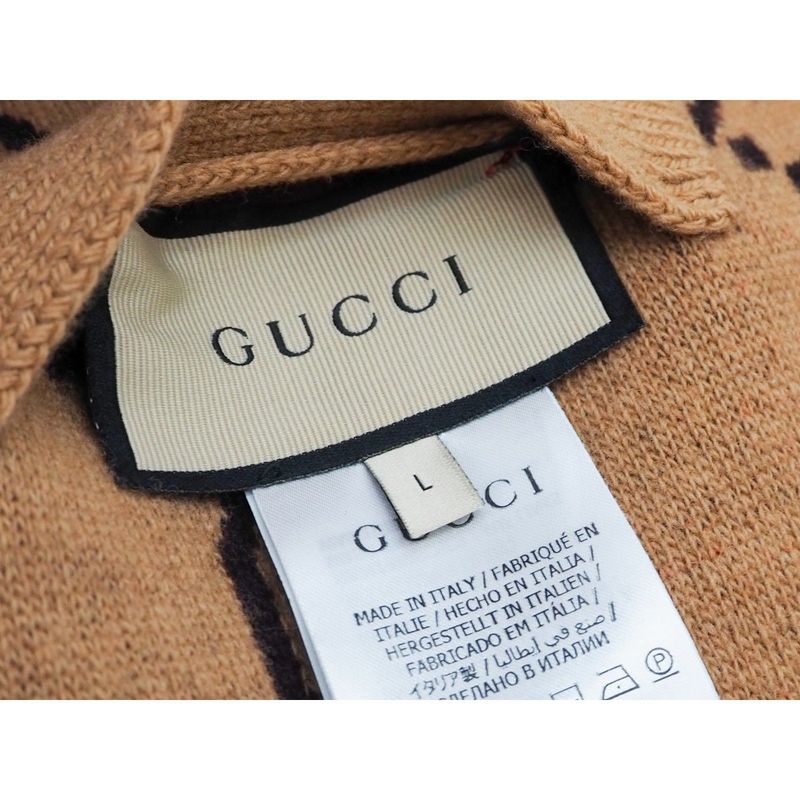 GUCCI
L
GUCCI
MADE IN ITALY / FABRIQUÉ EN
ITALIE / HECHO EN ITALIA /
HERGESTELLT IN ITALIEN /
FABRICADO EM ITÁLIA /
イタリア製 / صنع في ايطاليا /
СДЕЛАНО В ИТАЛИИ
P